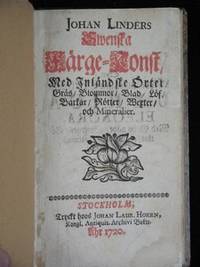 JOHAN LINDERS
Swenska
Färge-Konst/
Med Inländske Örter/
Gräs/ Blommor/ Blad/ Löf/
Barkar/ Rötter/ Wexter/
och Mineralier.
STOCKHOLM,
Tryckt hoos JOHAN LAUR. HORRN,
Kongl. Antiquit. Archivi Boktr.
Åhr 1720.